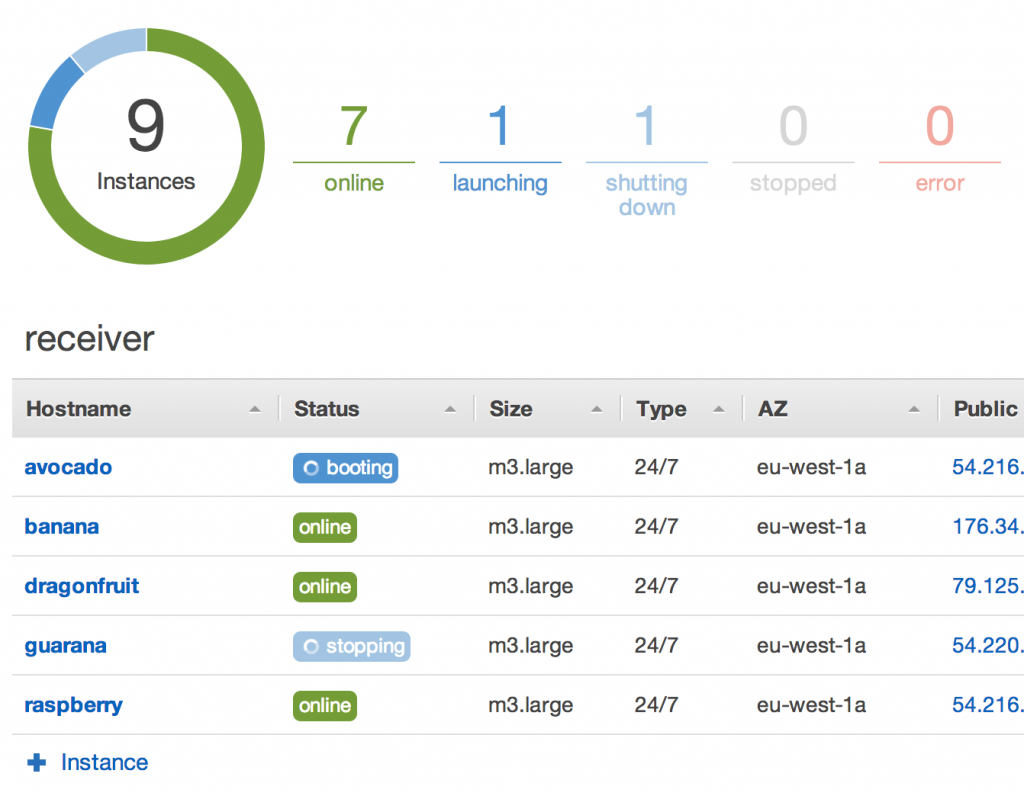 9
Instances
7
online
1
launching
1
shutting
down
0
stopped
0
error
receiver
Hostname Status Size Type AZ Public
avocado booting m3.large 24/7 eu-west-1a 54.216.
banana online m3.large 24/7 eu-west-1a 176.34.
dragonfruit online m3.large 24/7 eu-west-1a 79.125.
guarana stopping m3.large 24/7 eu-west-1a 54.220.
raspberry online m3.large 24/7 eu-west-1a 54.216.
Instance